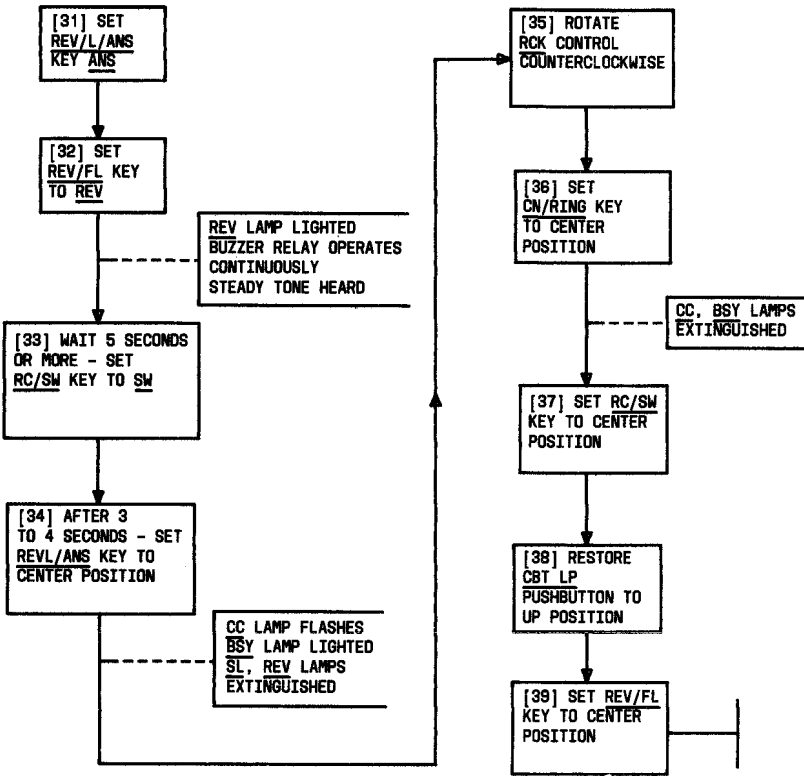 [31] SET
REV/L/ANS
KEY ANS
[32] SET
REV/FL KEY
TO REV
REV LAMP LIGHTED
BUZZER RELAY OPERATES
CONTINUOUSLY
STEADY TONE HEARD
[33] WAIT 5 SECONDS
OR MORE - SET
RC/SW KEY TO SW
[34] AFTER 3
TO 4 SECONDS - SET
REVL/ANS KEY TO
CENTER POSITION
CC LAMP FLASHES
BSY LAMP LIGHTED
SL, REV LAMPS
EXTINGUISHED
[35] ROTATE
RCK CONTROL
COUNTERCLOCKWISE
[36] SET
CN/RING KEY
TO CENTER
POSITION
CC, BSY LAMPS
EXTINGUISHED
[37] SET RC/SW
KEY TO CENTER
POSITION
[38] RESTORE
CBT LP
PUSHBUTTON TO
UP POSITION
[39] SET REV/FL
KEY TO CENTER
POSITION